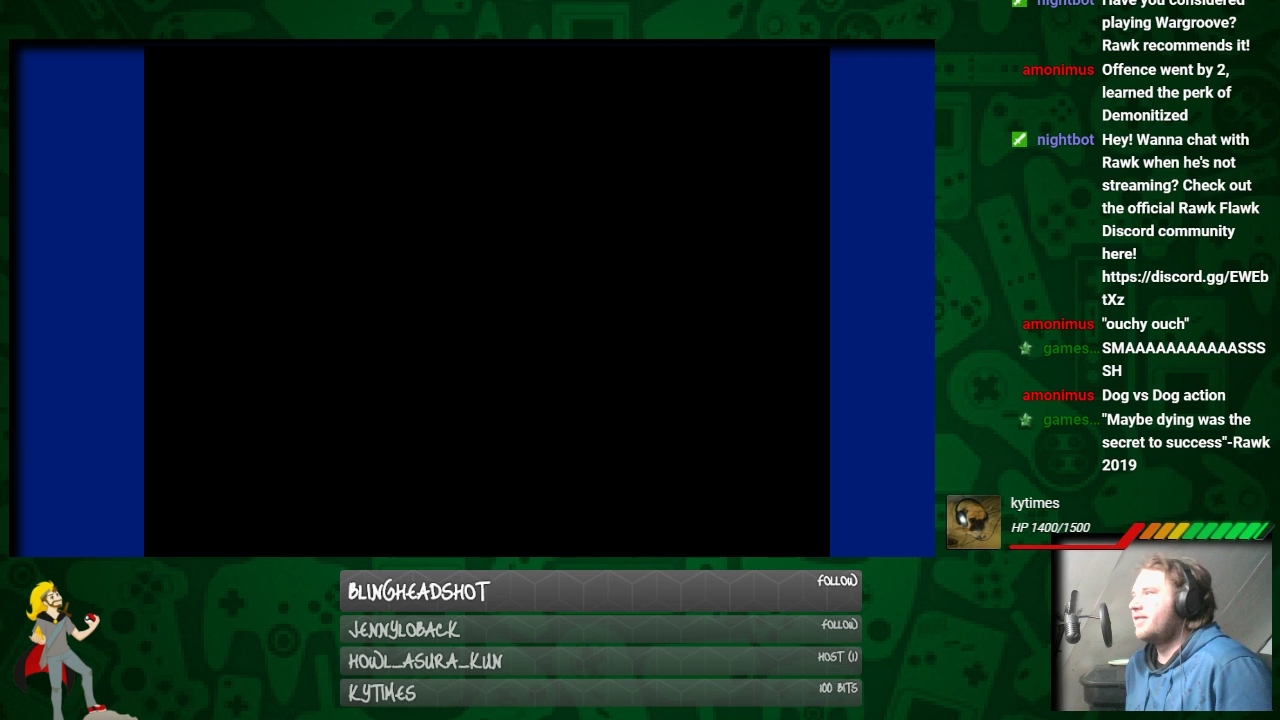 nightbot Have you considered
playing Wargroove?
Rawk recommends it!
amonimus Offence went by 2,
learned the perk of
Demonitized
nightbot Hey! Wanna chat with
Rawk when he's not
streaming? Check out
the official Rawk Flawk
Discord community
here!
https://discord.gg/EWEb
tXz
amonimus "ouchy ouch"
games... SMAAAAAAAAAAASSS
SH
amonimus Dog vs Dog action
games... "Maybe dying was the
secret to success"-Rawk
2019
kytimes
HP 1400/1500
BLINGHEADSHOT FOLLOW
JENNYLOBACK FOLLOW
HOWL_ASURA_KUN HOST (1)
KYTIMES 100 BITS